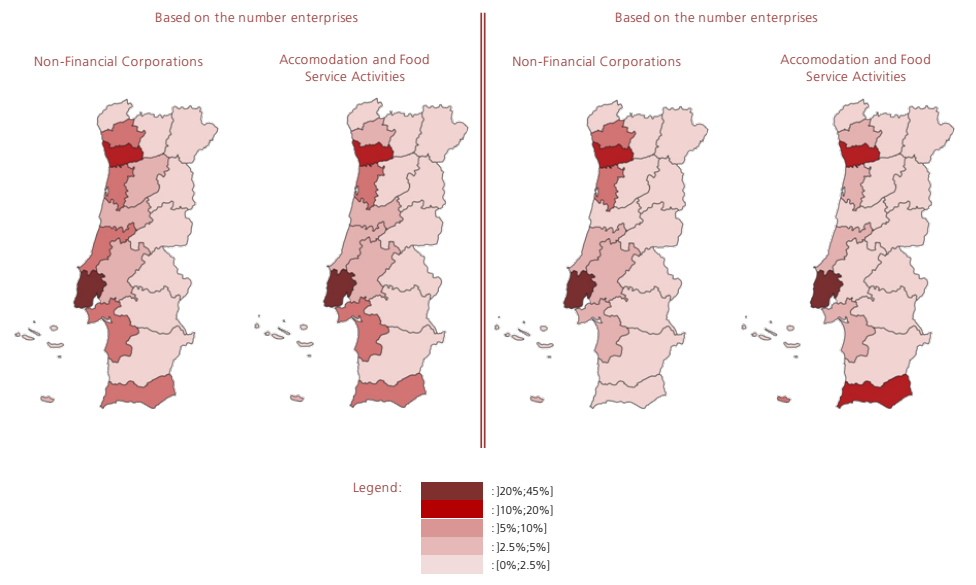 Based on the number enterprises
Non-Financial Corporations
Accomodation and Food
Service Activities
Based on the number enterprises
Non-Financial Corporations
Accomodation and Food
Service Activities
Legend:
:]20%;45%]
:]10%;20%]
:]5%;10%]
:]2.5%;5%]
:[0%;2.5%]